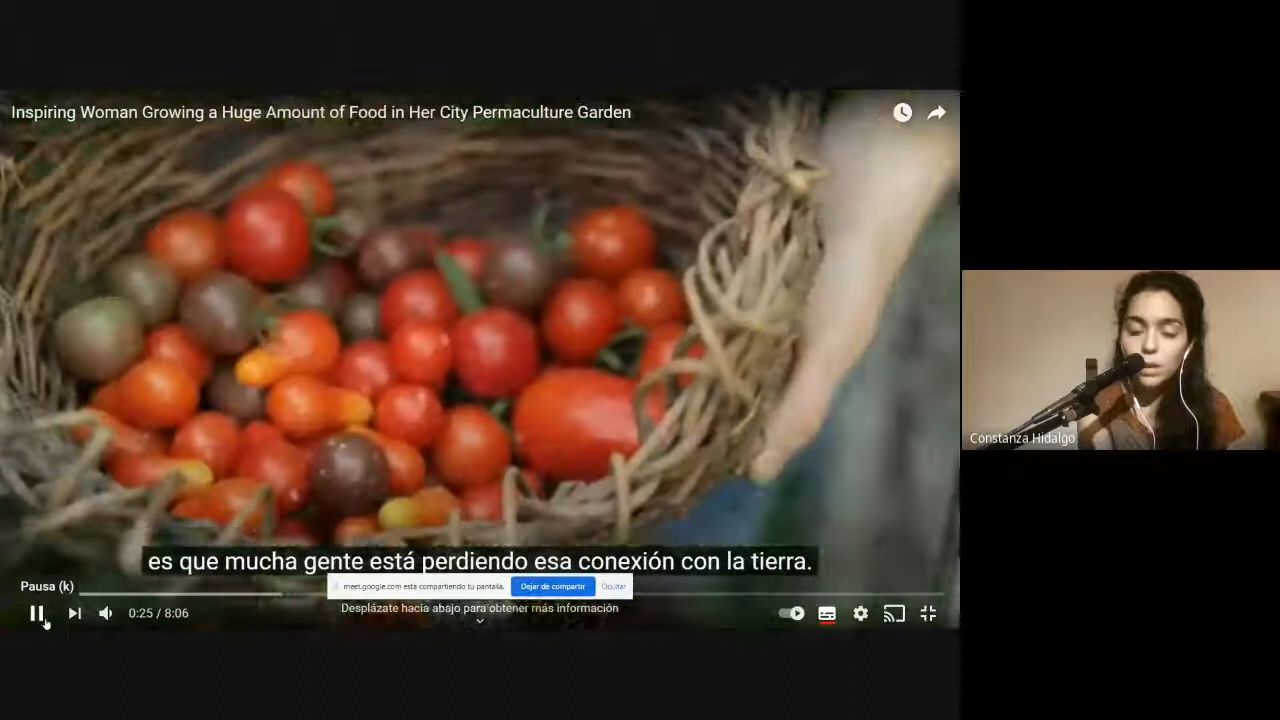 Inspiring Woman Growing a Huge Amount of Food in Her City Permaculture Garden
Constanza Hidalgo
es que mucha gente está perdiendo esa conexión con la tierra.
Pausa (k)
meet.google.com está compartiendo tu pantalla.
Dejar de compartir
Ocultar
0:25 / 8:06
Desplázate hacia abajo para obtener más información